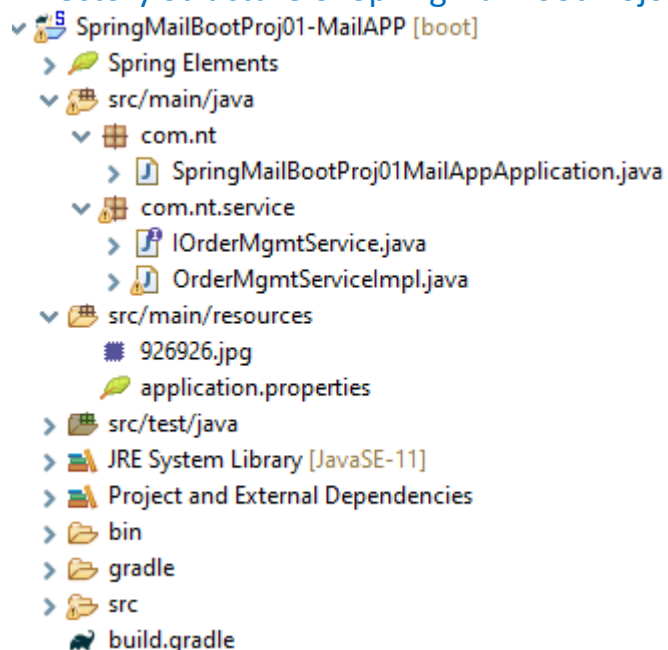 SpringMailBootProj01-MailAPP [boot]
Spring Elements
src/main/java
com.nt
SpringMailBootProj01MailAppApplication.java
com.nt.service
IOrderMgmtService.java
OrderMgmtServiceImpl.java
src/main/resources
926926.jpg
application.properties
src/test/java
JRE System Library [JavaSE-11]
Project and External Dependencies
bin
gradle
src
build.gradle